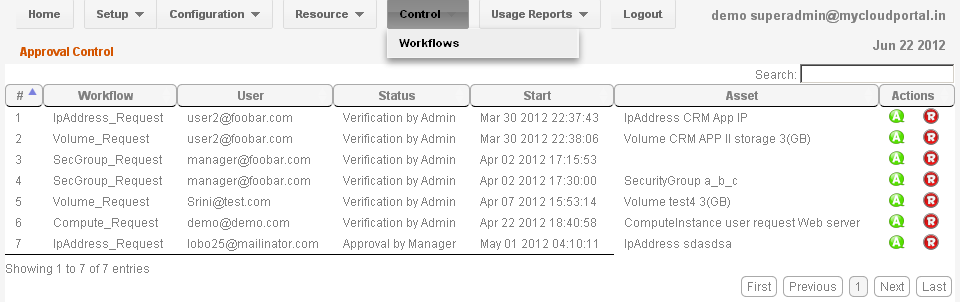 Home Setup Configuration Resource Control Usage Reports Logout demo superadmin@mycloudportal.in
Workflows
Approval Control Jun 22 2012
Search:
# Workflow User Status Start Asset Actions
1 IpAddress_Request user2@foobar.com Verification by Admin Mar 30 2012 22:37:43 IpAddress CRM App IP A R
2 Volume_Request user2@foobar.com Verification by Admin Mar 30 2012 22:38:06 Volume CRM APP II storage 3(GB) A R
3 SecGroup_Request manager@foobar.com Verification by Admin Apr 02 2012 17:15:53 A R
4 SecGroup_Request manager@foobar.com Verification by Admin Apr 02 2012 17:30:00 SecurityGroup a_b_c A R
5 Volume_Request Srini@test.com Verification by Admin Apr 07 2012 15:53:14 Volume test4 3(GB) A R
6 Compute_Request demo@demo.com Verification by Admin Apr 22 2012 18:40:58 ComputeInstance user request Web server A R
7 IpAddress_Request lobo25@mailinator.com Approval by Manager May 01 2012 04:10:11 IpAddress sdasdsa A R
Showing 1 to 7 of 7 entries
First Previous 1 Next Last